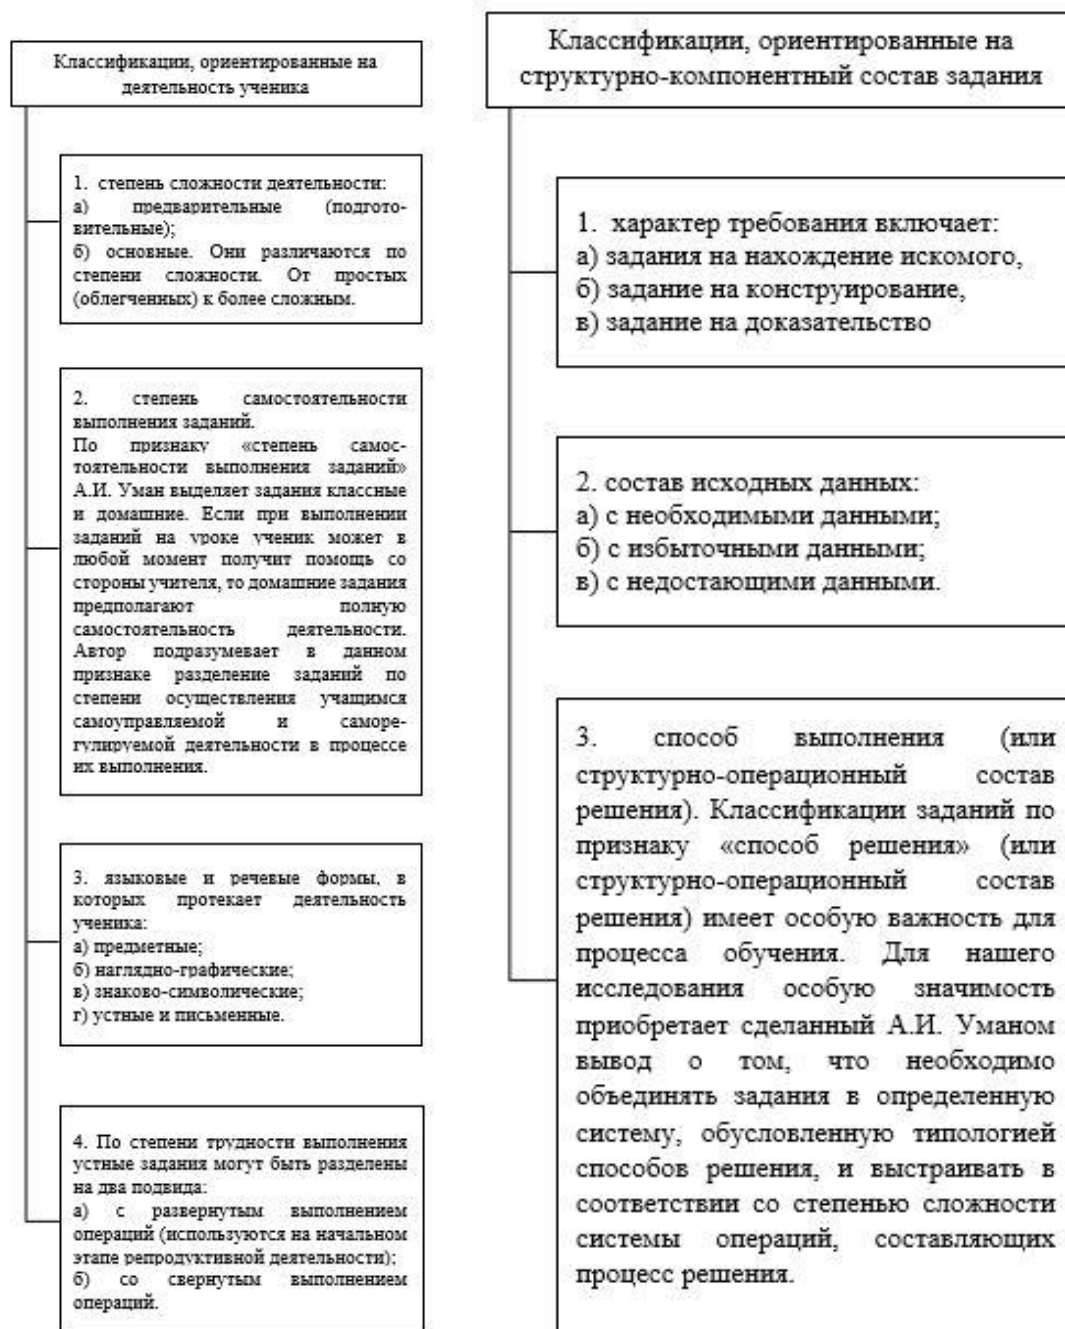 Классификации, ориентированные на
деятельность ученика
1. степень сложности деятельности:
а) предварительные (подгото-
вительные);
б) основные. Они различаются по
степени сложности. От простых
(облегченных) к более сложным.
2. степень самостоятельности
выполнения заданий.
По признаку «степень самос-
тоятельности выполнения заданий»
А.И. Уман выделяет задания классные
и домашние. Если при выполнении
заданий на уроке ученик может в
любой момент получит помощь со
стороны учителя, то домашние задания
предполагают полную
самостоятельность деятельности.
Автор подразумевает в данном
признаке разделение заданий по
степени осуществления учащимся
самоуправляемой и саморе-
гулируемой деятельности в процессе
их выполнения.
3. языковые и речевые формы, в
которых протекает деятельность
ученика:
а) предметные;
б) наглядно-графические;
в) знаково-символические;
г) устные и письменные.
4. По степени трудности выполнения
устные задания могут быть разделены
на два подвида:
а) с развернутым выполнением
операций (используются на начальном
этапе репродуктивной деятельности);
б) со свернутым выполнением
операций.
Классификации, ориентированные на
структурно-компонентный состав задания
1. характер требования включает:
а) задания на нахождение искомого,
б) задание на конструирование,
в) задание на доказательство
2. состав исходных данных:
а) с необходимыми данными;
б) с избыточными данными;
в) с недостающими данными.
3. способ выполнения (или
структурно-операционный состав
решения). Классификации заданий по
признаку «способ решения» (или
структурно-операционный состав
решения) имеет особую важность для
процесса обучения. Для нашего
исследования особую значимость
приобретает сделанный А.И. Уманом
вывод о том, что необходимо
объединять задания в определенную
систему, обусловленную типологией
способов решения, и выстраивать в
соответствии со степенью сложности
системы операций, составляющих
процесс решения.